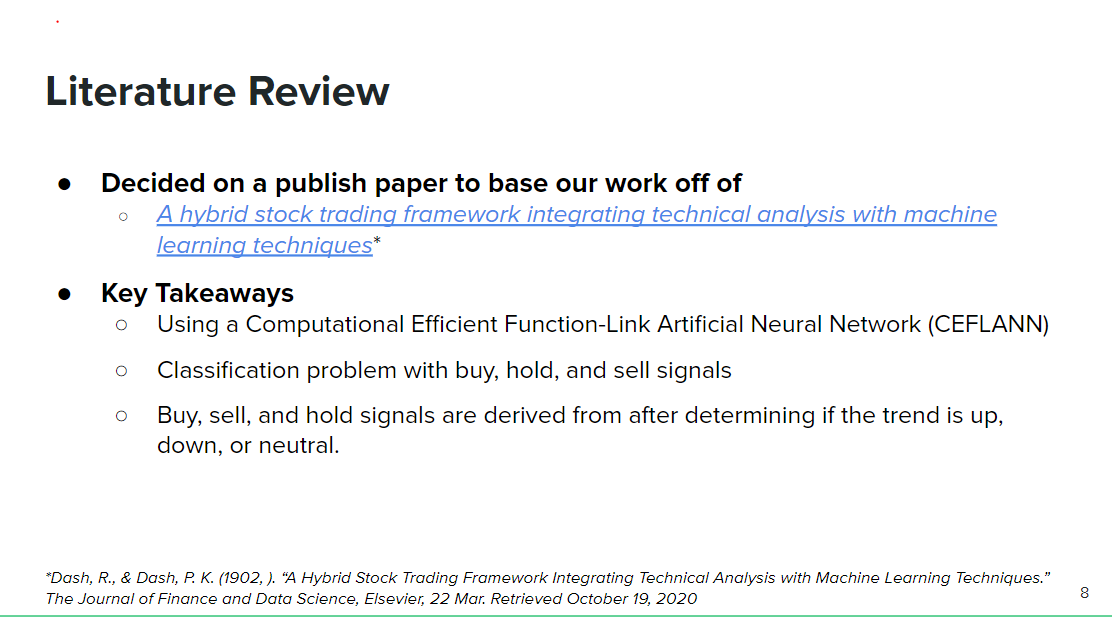 Literature Review
● Decided on a publish paper to base our work off of
○ A hybrid stock trading framework integrating technical analysis with machine
learning techniques*
● Key Takeaways
○ Using a Computational Efficient Function-Link Artificial Neural Network (CEFLANN)
○ Classification problem with buy, hold, and sell signals
○ Buy, sell, and hold signals are derived from after determining if the trend is up,
down, or neutral.
*Dash, R., & Dash, P. K. (1902, ). “A Hybrid Stock Trading Framework Integrating Technical Analysis with Machine Learning Techniques.”
The Journal of Finance and Data Science, Elsevier, 22 Mar. Retrieved October 19, 2020
8